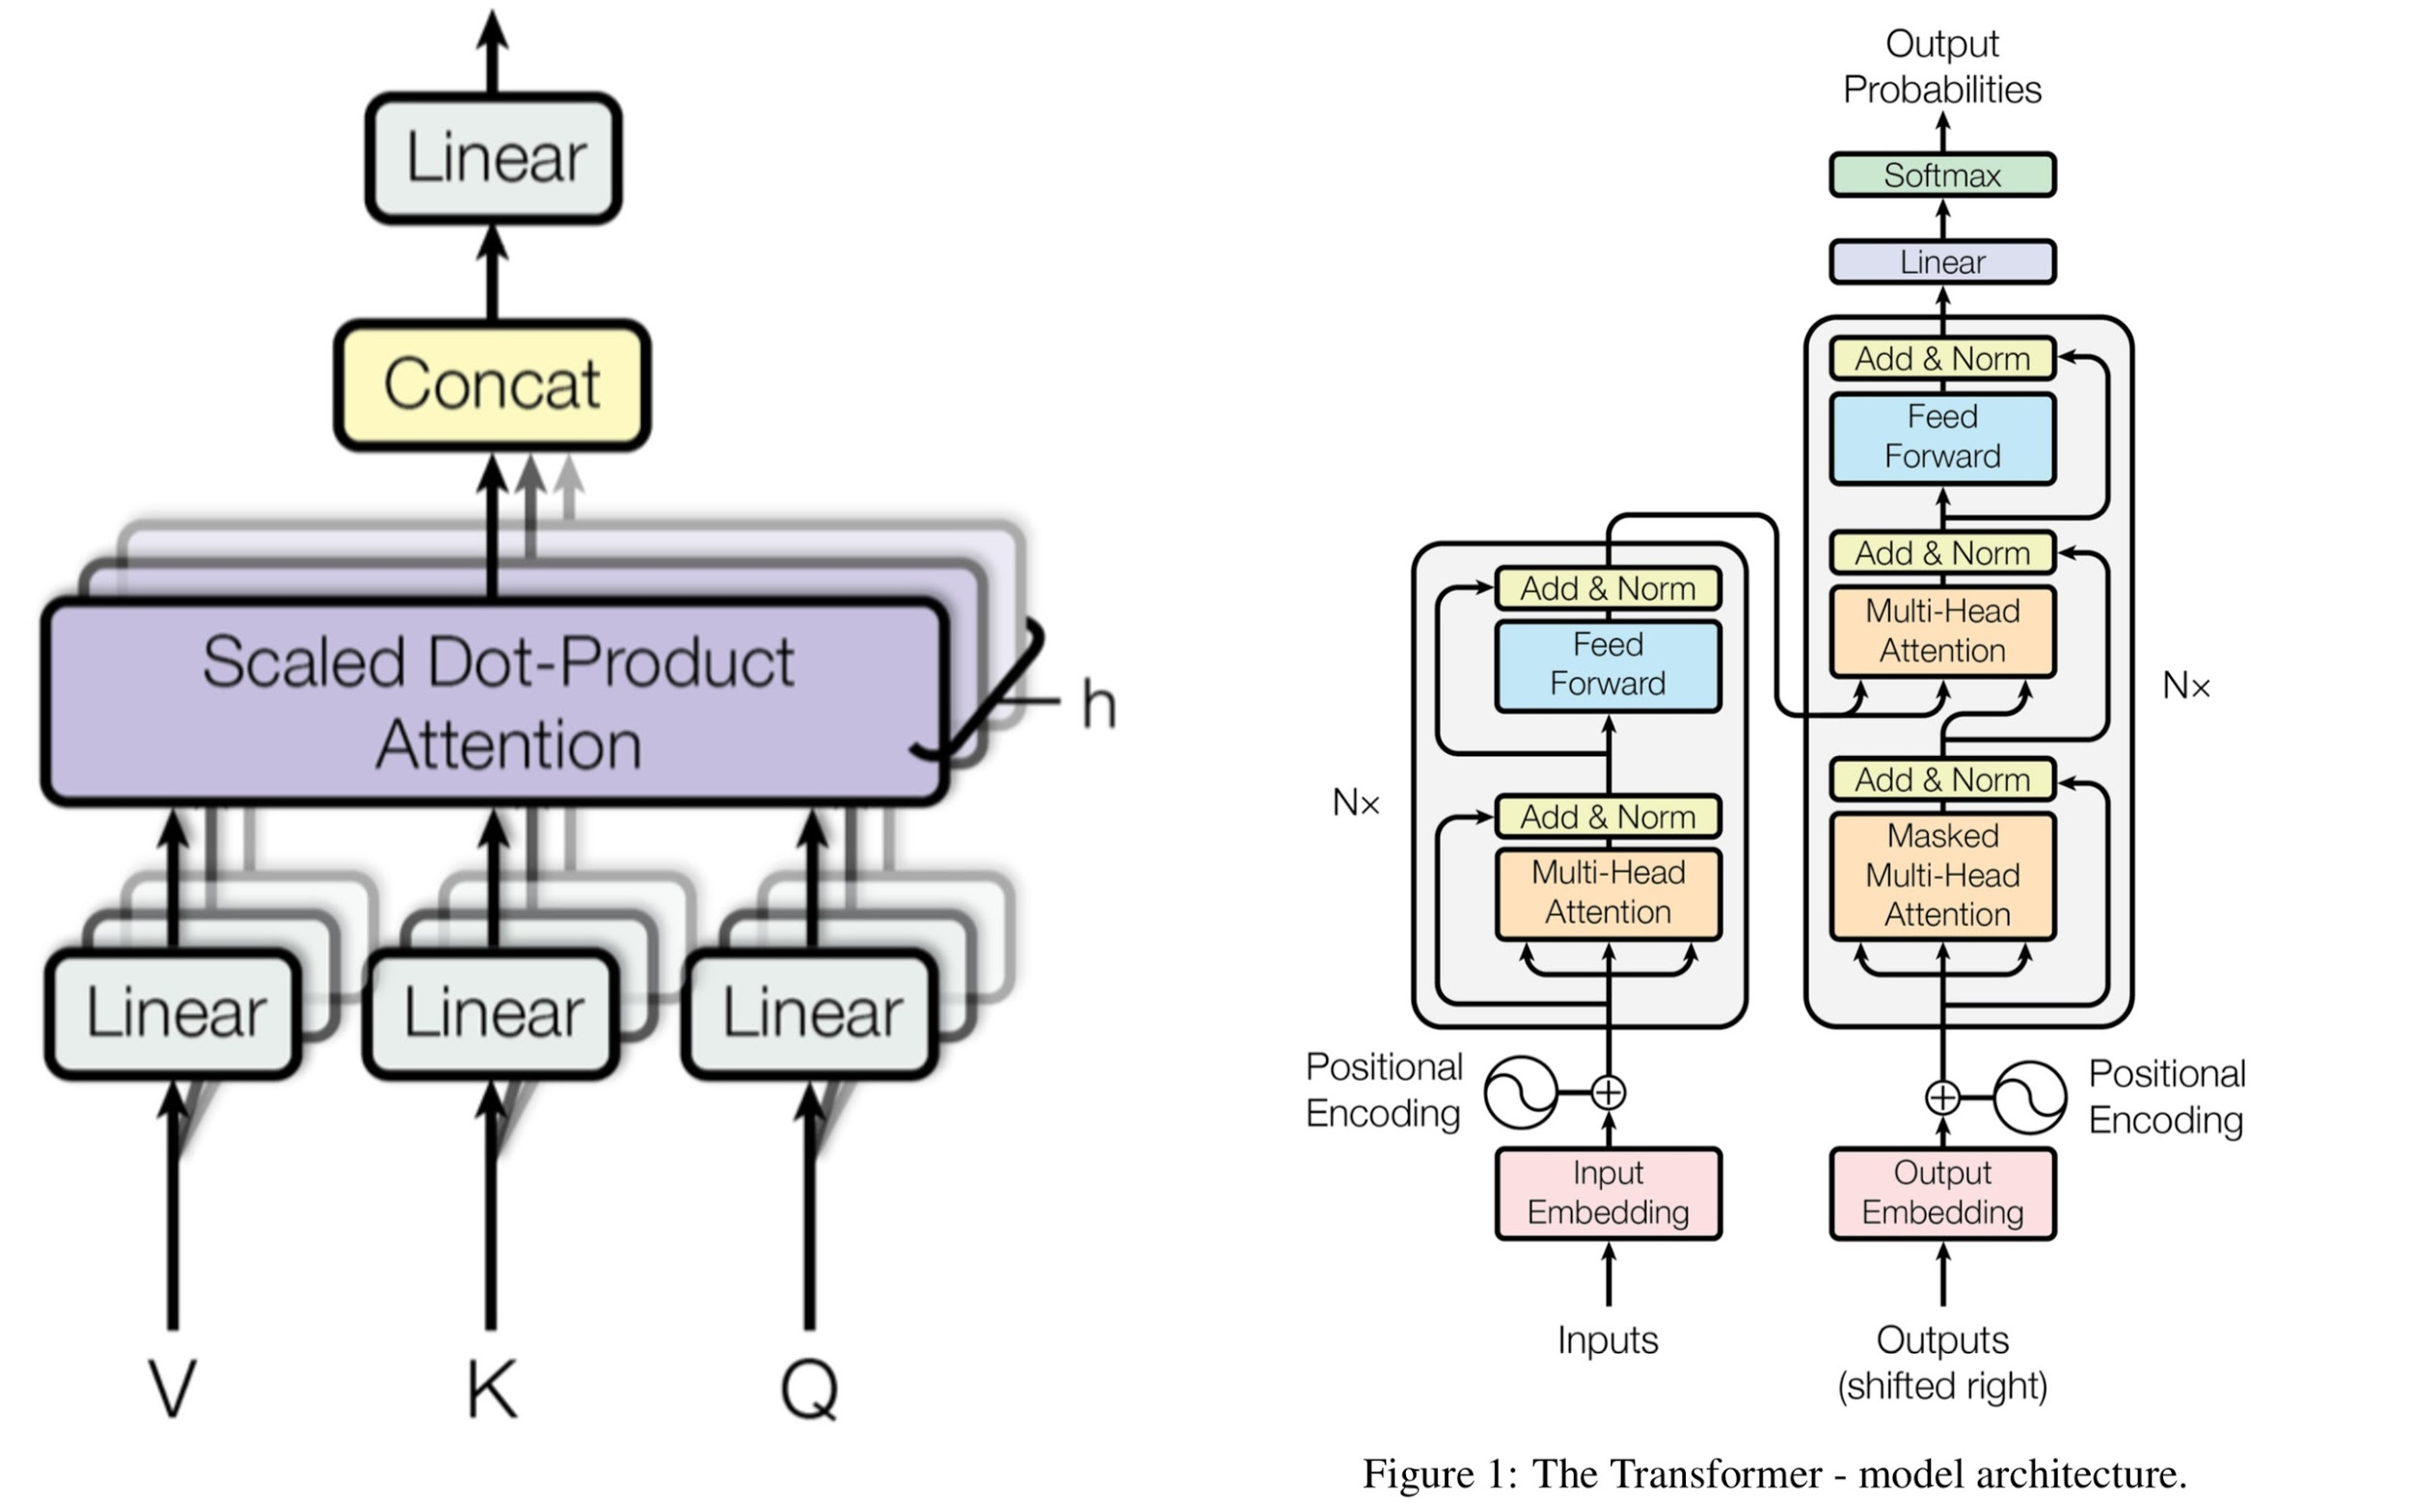 Linear
Concat
Scaled Dot-Product
Attention
h
Linear
Linear
Linear
V
K
Q
Output
Probabilities
Softmax
Linear
Add & Norm
Feed
Forward
Add & Norm
Multi-Head
Attention
Nx
Add & Norm
Masked
Multi-Head
Attention
Add & Norm
Feed
Forward
Nx
Add & Norm
Multi-Head
Attention
Positional
Encoding
Positional
Encoding
Input
Embedding
Output
Embedding
Inputs
Outputs
(shifted right)
Figure 1: The Transformer - model architecture.